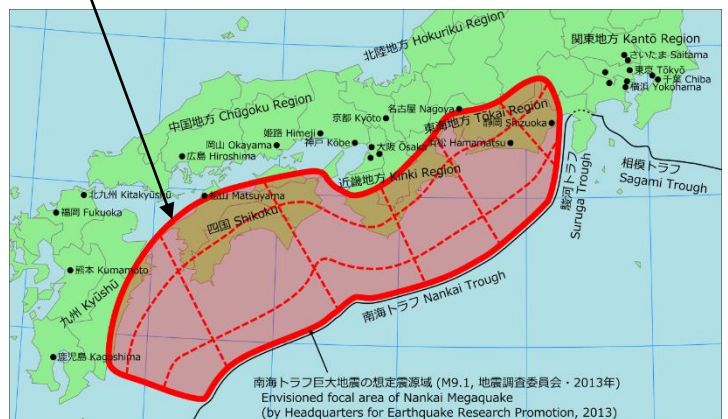 北陸地方 Hokuriku Region
関東地方 Kantō Region
さいたま Saitama
東京 Tōkyō
千葉 Chiba
横浜 Yokohama
中国地方 Chūgoku Region
京都 Kyōto
名古屋 Nagoya
東海地方 Tōkai Region
静岡 Shizuoka
浜松 Hamamatsu
姫路 Himeji
岡山 Okayama
神戸 Kōbe
大阪 Ōsaka
広島 Hiroshima
近畿地方 Kinki Region
相模トラフ
Sagami Trough
駿河トラフ
Suruga Trough
北九州 Kitakyūshū
松山 Matsuyama
福岡 Fukuoka
四国 Shikoku
熊本 Kumamoto
九州 Kyūshū
南海トラフ Nankai Trough
鹿児島 Kagoshima
南海トラフ巨大地震の想定震源域 (M9.1, 地震調査委員会・2013年)
Envisioned focal area of Nankai Megaquake
(by Headquarters for Earthquake Research Promotion, 2013)